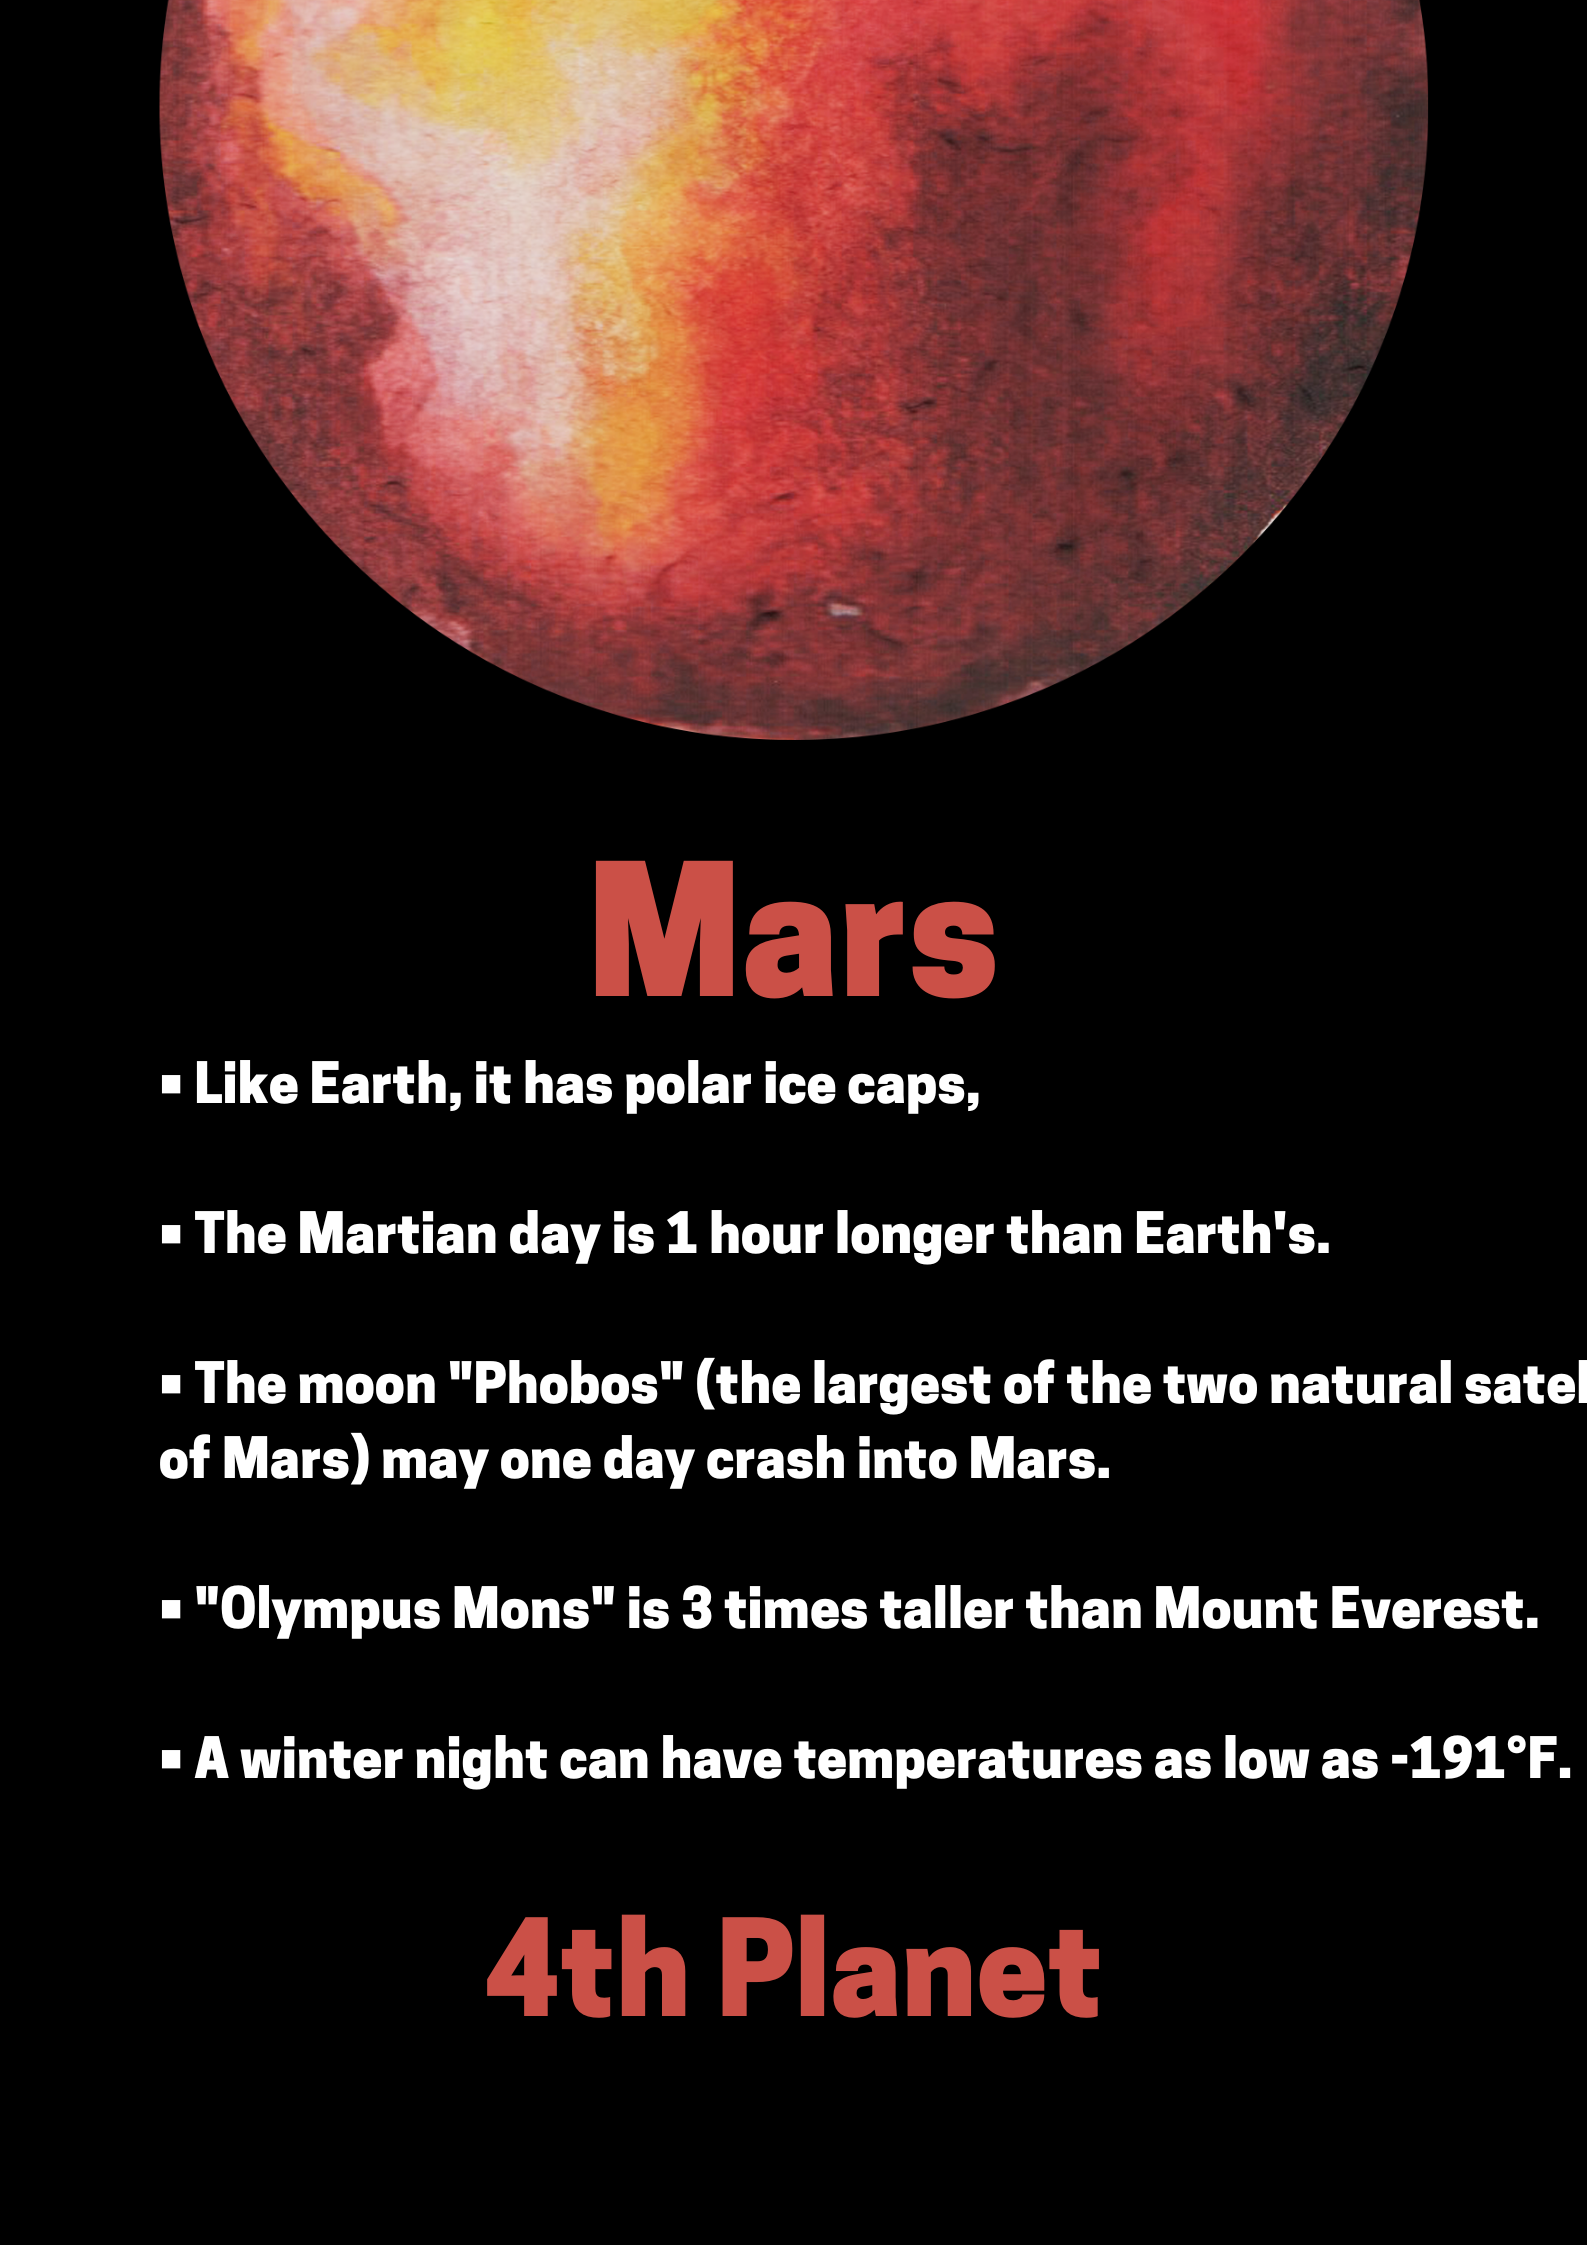 Mars
▪ Like Earth, it has polar ice caps,
▪ The Martian day is 1 hour longer than Earth's.
▪ The moon "Phobos" (the largest of the two natural
of Mars) may one day crash into Mars.
▪ "Olympus Mons" is 3 times taller than Mount Everest.
▪ A winter night can have temperatures as low as -191°F.
4th Planet